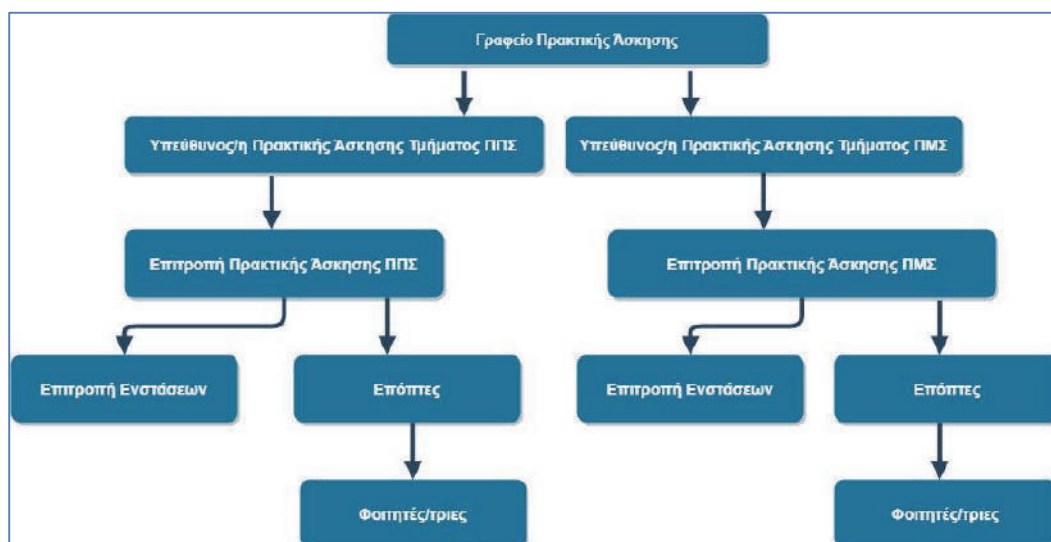 Γραφείο Πρακτικής Άσκησης
Υπεύθυνος/η Πρακτικής Άσκησης Τμήματος ΠΠΣ
Υπεύθυνος/η Πρακτικής Άσκησης Τμήματος ΠΜΣ
Επιτροπή Πρακτικής Άσκησης ΠΠΣ
Επιτροπή Πρακτικής Άσκησης ΠΜΣ
Επιτροπή Ενστάσεων
Επόπτες
Επιτροπή Ενστάσεων
Επόπτες
Φοιτητές/τριες
Φοιτητές/τριες